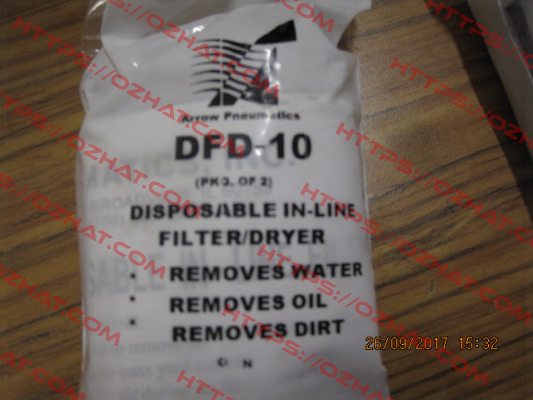 Arrow Pneumatics
DFD-10
(PKG. OF 2)
DISPOSABLE IN-LINE
FILTER/DRYER
• REMOVES WATER
• REMOVES OIL
• REMOVES DIRT
26/09/2017 15:32
HTTPS://OZHAT.COM